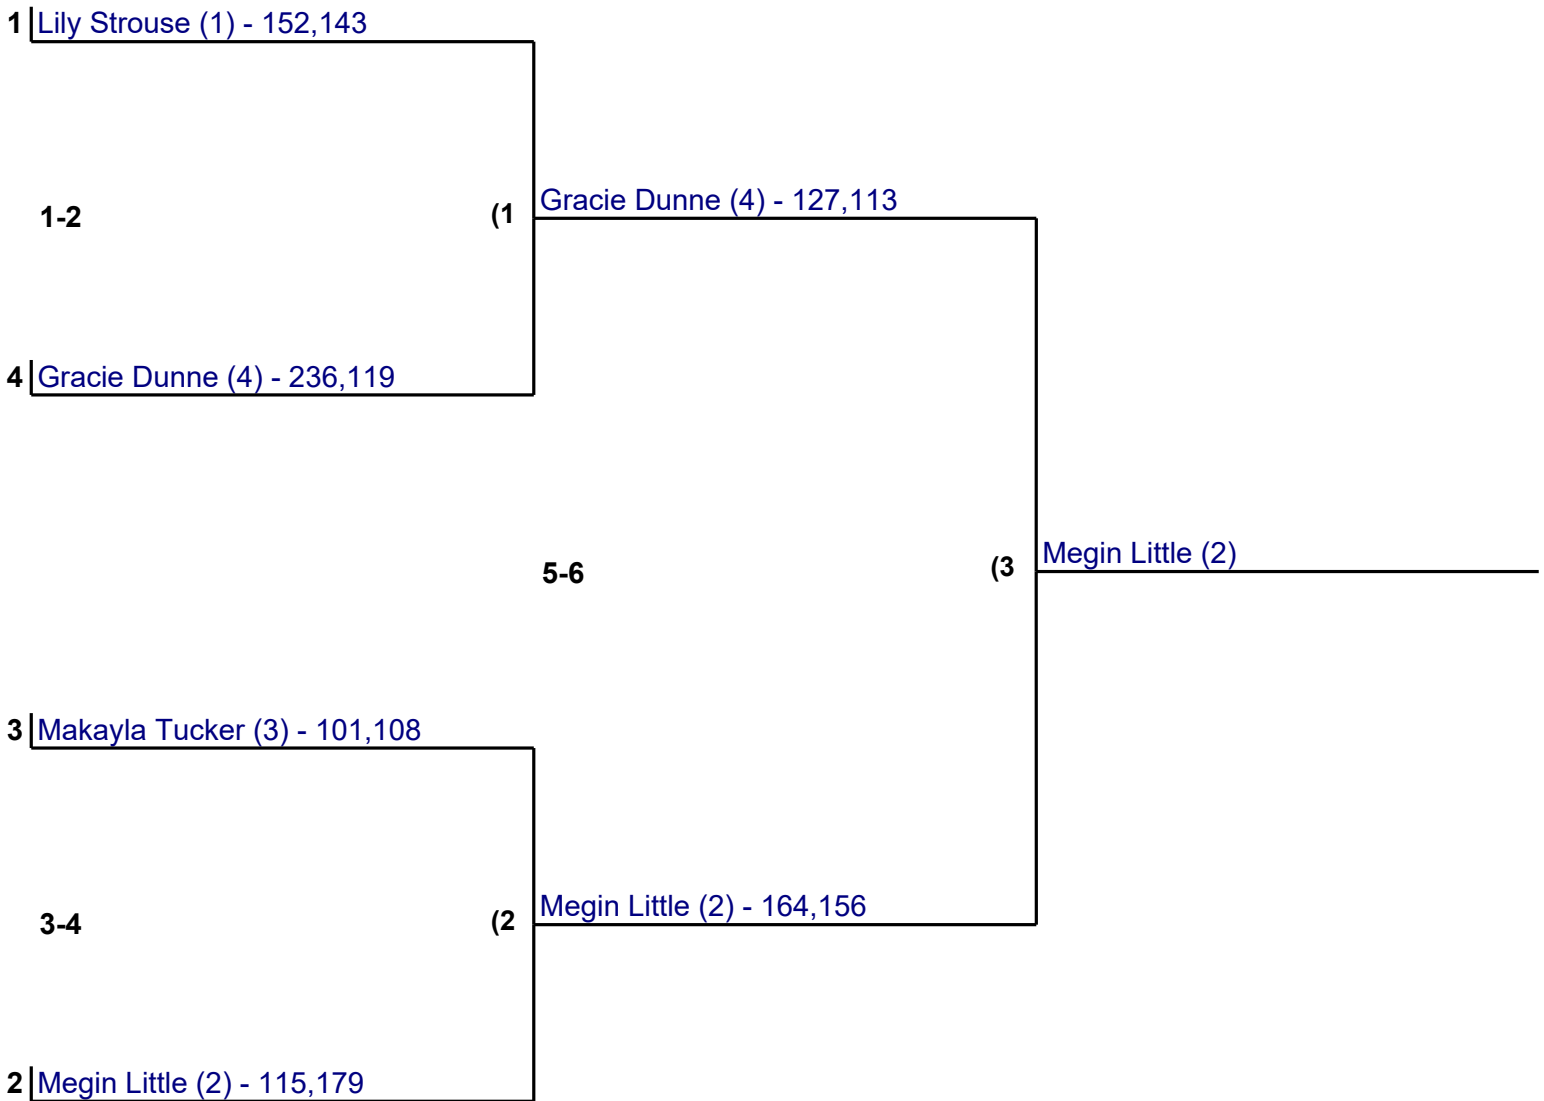 1 Lily Strouse (1) - 152,143
1-2 (1 Gracie Dunne (4) - 127,113
4 Gracie Dunne (4) - 236,119
5-6 (3 Megin Little (2)
3 Makayla Tucker (3) - 101,108
3-4 (2 Megin Little (2) - 164,156
2 Megin Little (2) - 115,179